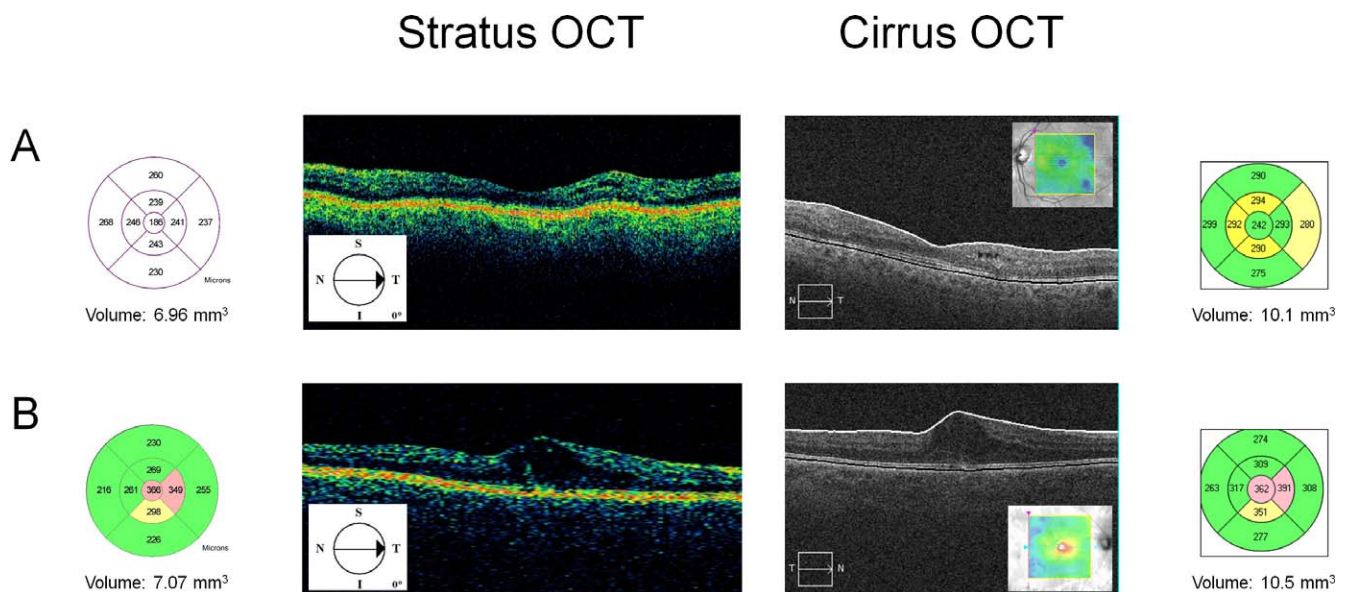 Stratus OCT
Cirrus OCT
A
260
239
268 246 186 241 237
243
230
Microns
Volume: 6.96 mm³
S
N T
I 0°
N T
290
294
299 292 242 293 280
290
275
Volume: 10.1 mm³
B
230
269
216 261 366 349 255
298
226
Microns
Volume: 7.07 mm³
S
N T
I 0°
T N
274
309
263 317 362 391 308
351
277
Volume: 10.5 mm³